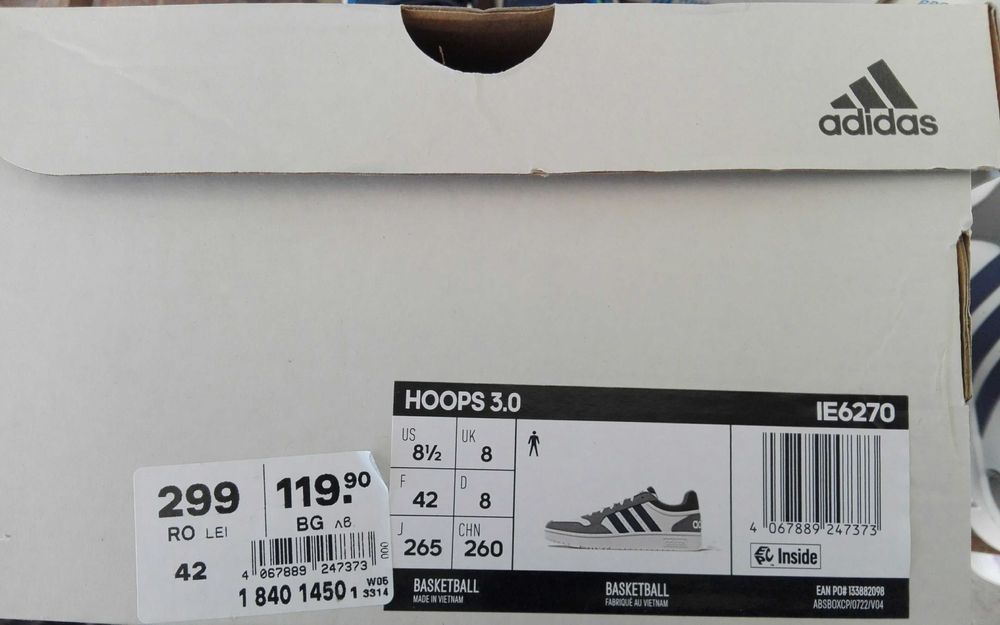 adidas
HOOPS 3.0 IE6270
US 8½ UK 8
F 42 D 8
J 265 CHN 260
4 067889 247373
Inside
BASKETBALL
MADE IN VIETNAM
BASKETBALL
FABRIQUÉ AU VIETNAM
EAN PO# 133882098
ABSBOXCP/0722/V04
299 119.90
RO LEI BG лв.
42
4 067889 247373 000
1 840 1450 1 W05 3314